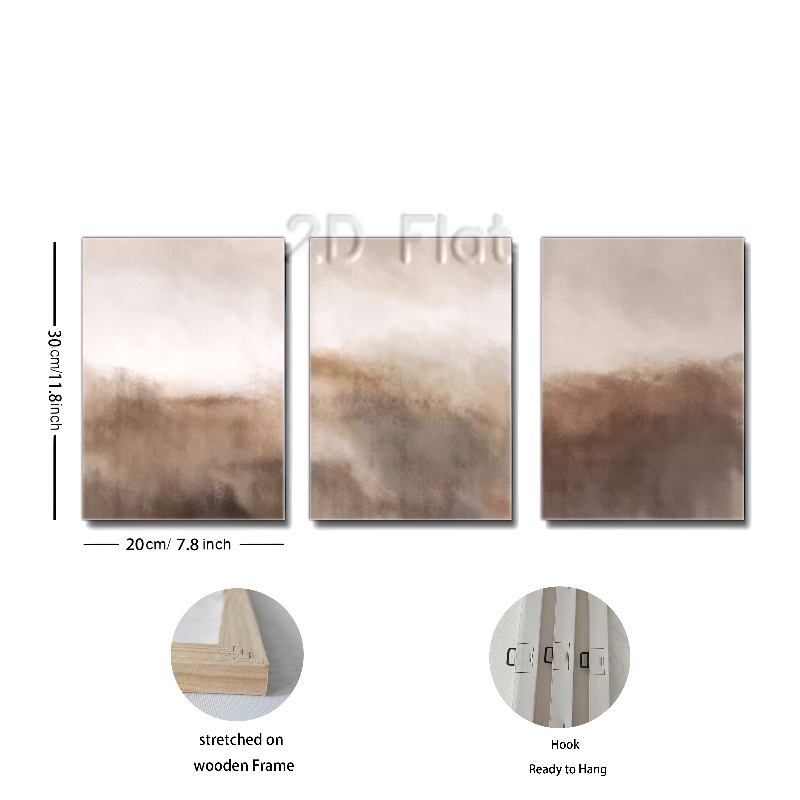 2D Flat
30cm/11.8inch
20cm/ 7.8 inch
stretched on
wooden Frame
Hook
Ready to Hang